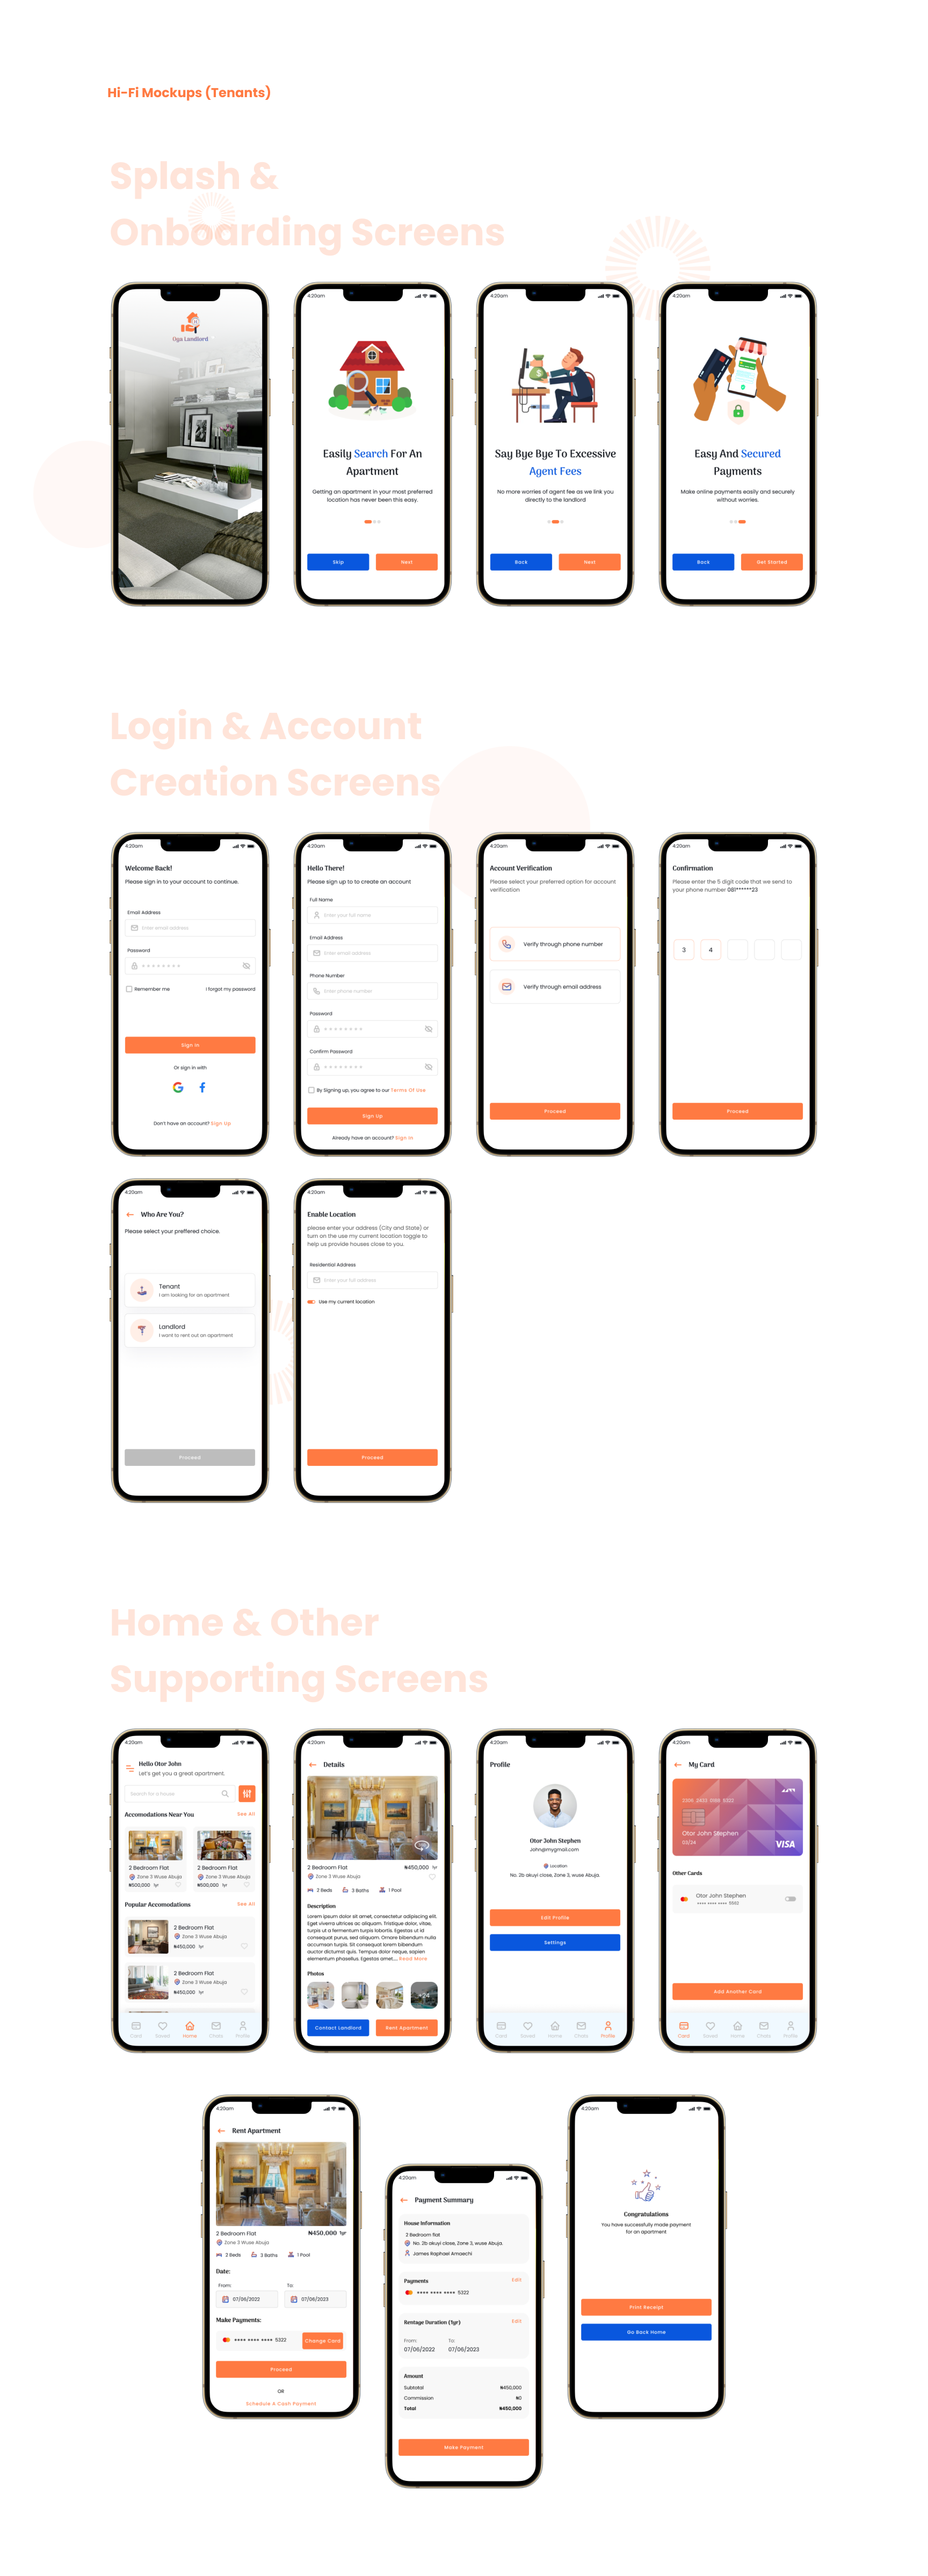 Hi-Fi Mockups (Tenants)
Splash &
Onboarding Screens
Oga Landlord
4:20am
Easily Search For An
Apartment
Getting an apartment in your most preferred
location has never been this easy.
Skip
Next
4:20am
Say Bye Bye To Excessive
Agent Fees
No more worries of agent fee as we link you
directly to the landlord
Back
Next
4:20am
Easy And Secured
Payments
Make online payments easily and securely
without worries.
Back
Get Started
Login & Account
Creation Screens
4:20am
Welcome Back!
Please sign in to your account to continue.
Email Address
Enter email address
Password
Remember me
I forgot my password
Sign In
Or sign in with
Don't have an account? Sign Up
4:20am
Hello There!
Please sign up to to create an account
Full Name
Enter your full name
Email Address
Enter email address
Phone Number
Enter phone number
Password
Confirm Password
By Signing up, you agree to our Terms Of Use
Sign Up
Already have an account? Sign In
4:20am
Account Verification
Please select your preferred option for account
verification
Verify through phone number
Verify through email address
Proceed
4:20am
Confirmation
Please enter the 5 digit code that we send to
your phone number 081******23
3 4
Proceed
4:20am
Who Are You?
Please select your preffered choice.
Tenant
I am looking for an apartment
Landlord
I want to rent out an apartment
Proceed
4:20am
Enable Location
please enter your address (City and State) or
turn on the use my current location toggle to
help us provide houses close to you.
Residential Address
Enter your full address
Use my current location
Proceed
Home & Other
Supporting Screens
4:20am
Hello Otor John
Let's get you a great apartment.
Search for a house
Accomodations Near You
See All
2 Bedroom Flat
Zone 3 Wuse Abuja
₦500,000 1yr
2 Bedroom Flat
Zone 3 Wuse Abuja
₦500,000 1yr
Popular Accomodations
See All
2 Bedroom Flat
Zone 3 Wuse Abuja
₦450,000 1yr
2 Bedroom Flat
Zone 3 Wuse Abuja
₦450,000 1yr
Card Saved Home Chats Profile
4:20am
Details
2 Bedroom Flat
₦450,000 1yr
Zone 3 Wuse Abuja
2 Beds 3 Baths 1 Pool
Description
Lorem ipsum dolor sit amet, consectetur adipiscing elit.
Eget viverra ultrices ac aliquam. Tristique dolor, vitae,
turpis ut a fermentum turpis lobortis. Egestas ut id
consequat purus, sed aliquam. Ornare bibendum nulla
accumsan turpis. Sit consequat lorem bibendum
auctor dictumst quis. Tempus dolor neque, sapien
elementum phasellus. Egestas amet.... Read More
Photos
Contact Landlord
Rent Apartment
4:20am
Profile
Otor John Stephen
John@mygmail.com
Location
No. 2b akuyi close, Zone 3, wuse Abuja.
Edit Profile
Settings
Card Saved Home Chats Profile
4:20am
My Card
Otor John Stephen
03/24
VISA
Other Cards
Otor John Stephen
Add Another Card
Card Saved Home Chats Profile
4:20am
Rent Apartment
2 Bedroom Flat
₦450,000 1yr
Zone 3 Wuse Abuja
2 Beds 3 Baths 1 Pool
Date:
From:
To:
07/06/2022
07/06/2023
Make Payments:
**** **** **** 5322
Change Card
Proceed
OR
Schedule A Cash Payment
4:20am
Payment Summary
House Information
2 Bedroom flat
No. 2b akuyi close, Zone 3, wuse Abuja
James Raphael Amaechi
Payments
Edit
**** **** **** 5322
Rentage Duration (1yr)
Edit
From:
To:
07/06/2022
07/06/2023
Amount
Subtotal ₦450,000
Commission ₦0
Total ₦450,000
Make Payment
4:20am
Congratulations
You have successfully made payment
for an apartment
Print Receipt
Go Back Home